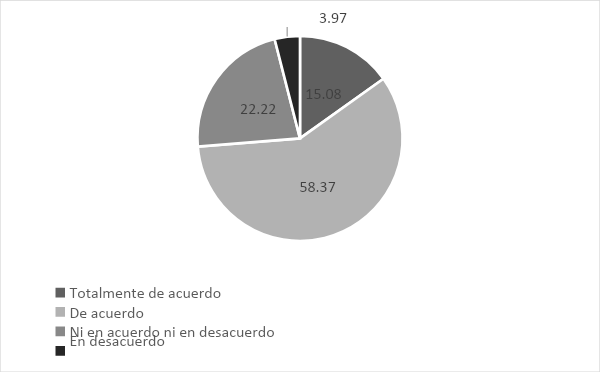 3.97
15.08
22.22
58.37
Totalmente de acuerdo
De acuerdo
Ni en acuerdo ni en desacuerdo
En desacuerdo